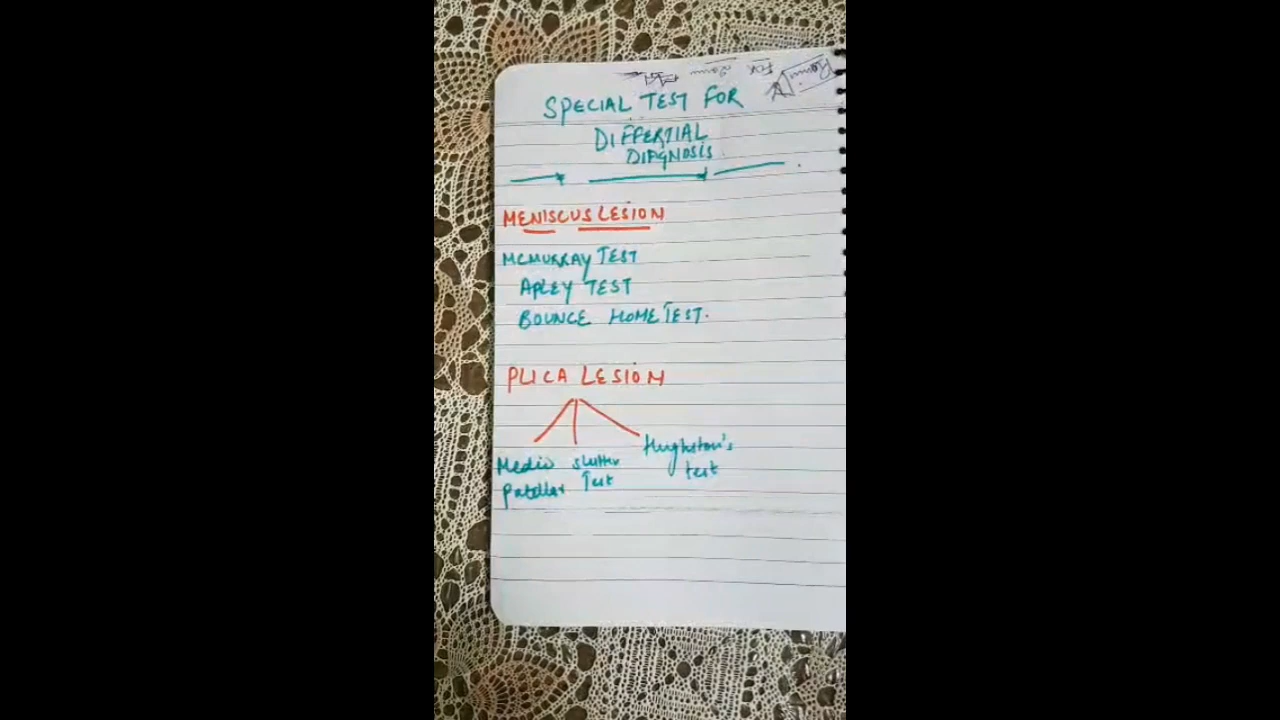 SPECIAL TEST FOR
DIFFERTIAL
DIAGNOSIS
MENISCUS LESION
MCMURRAY TEST
APLEY TEST
BOUNCE HOME TEST.
PLICA LESION
Medio
patellar
Test
Hughston's
test